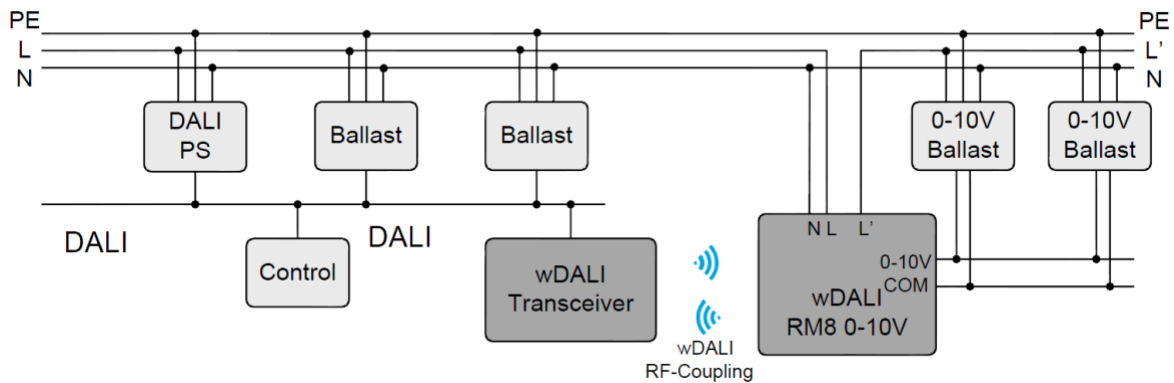 PE
L
N
PE
L'
N
DALI
PS
Ballast
Ballast
0-10V
Ballast
0-10V
Ballast
DALI
DALI
Control
wDALI
Transceiver
wDALI
RF-Coupling
N L L'
0-10V
COM
wDALI
RM8 0-10V